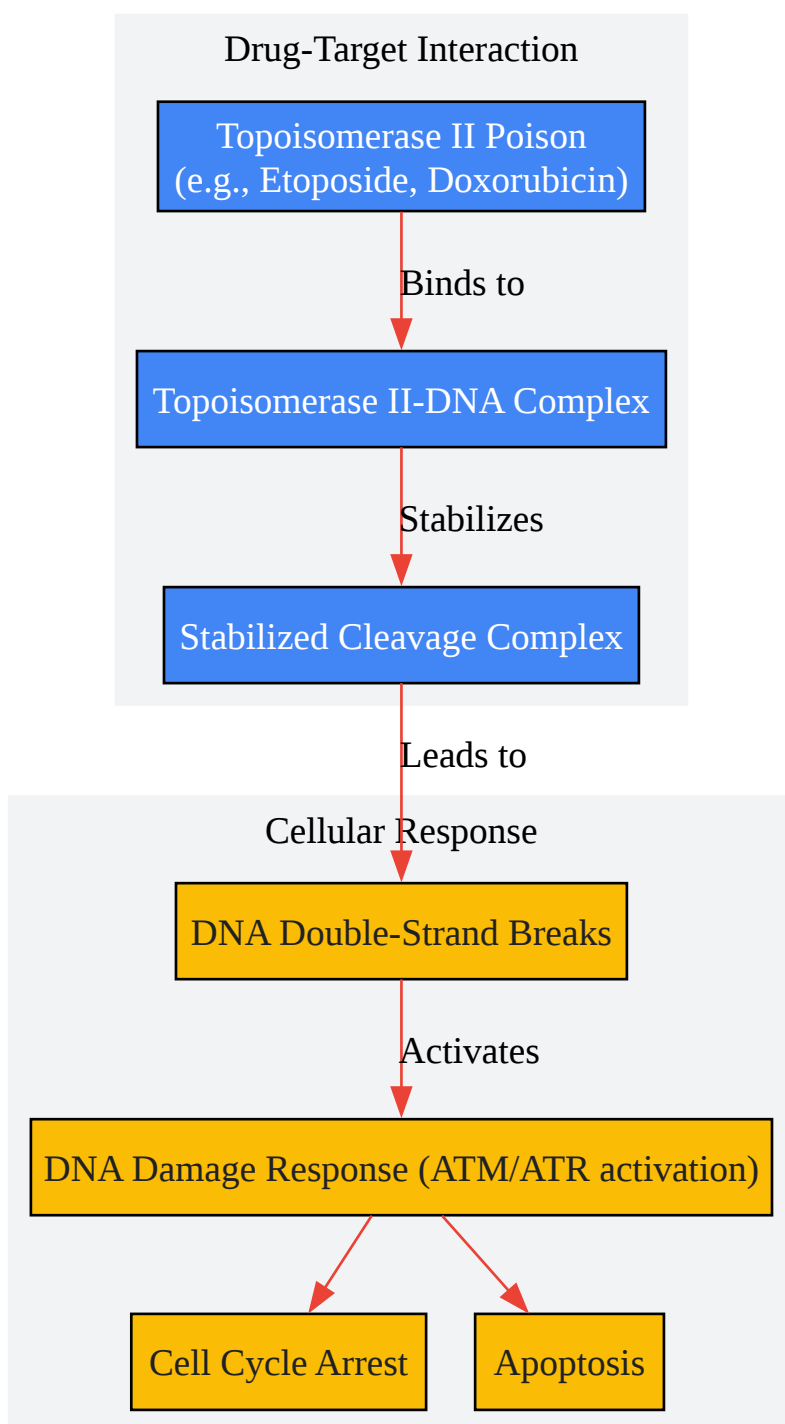 Drug-Target Interaction
Topoisomerase II Poison
(e.g., Etoposide, Doxorubicin)
Binds to
Topoisomerase II-DNA Complex
Stabilizes
Stabilized Cleavage Complex
Leads to
Cellular Response
DNA Double-Strand Breaks
Activates
DNA Damage Response (ATM/ATR activation)
Cell Cycle Arrest
Apoptosis